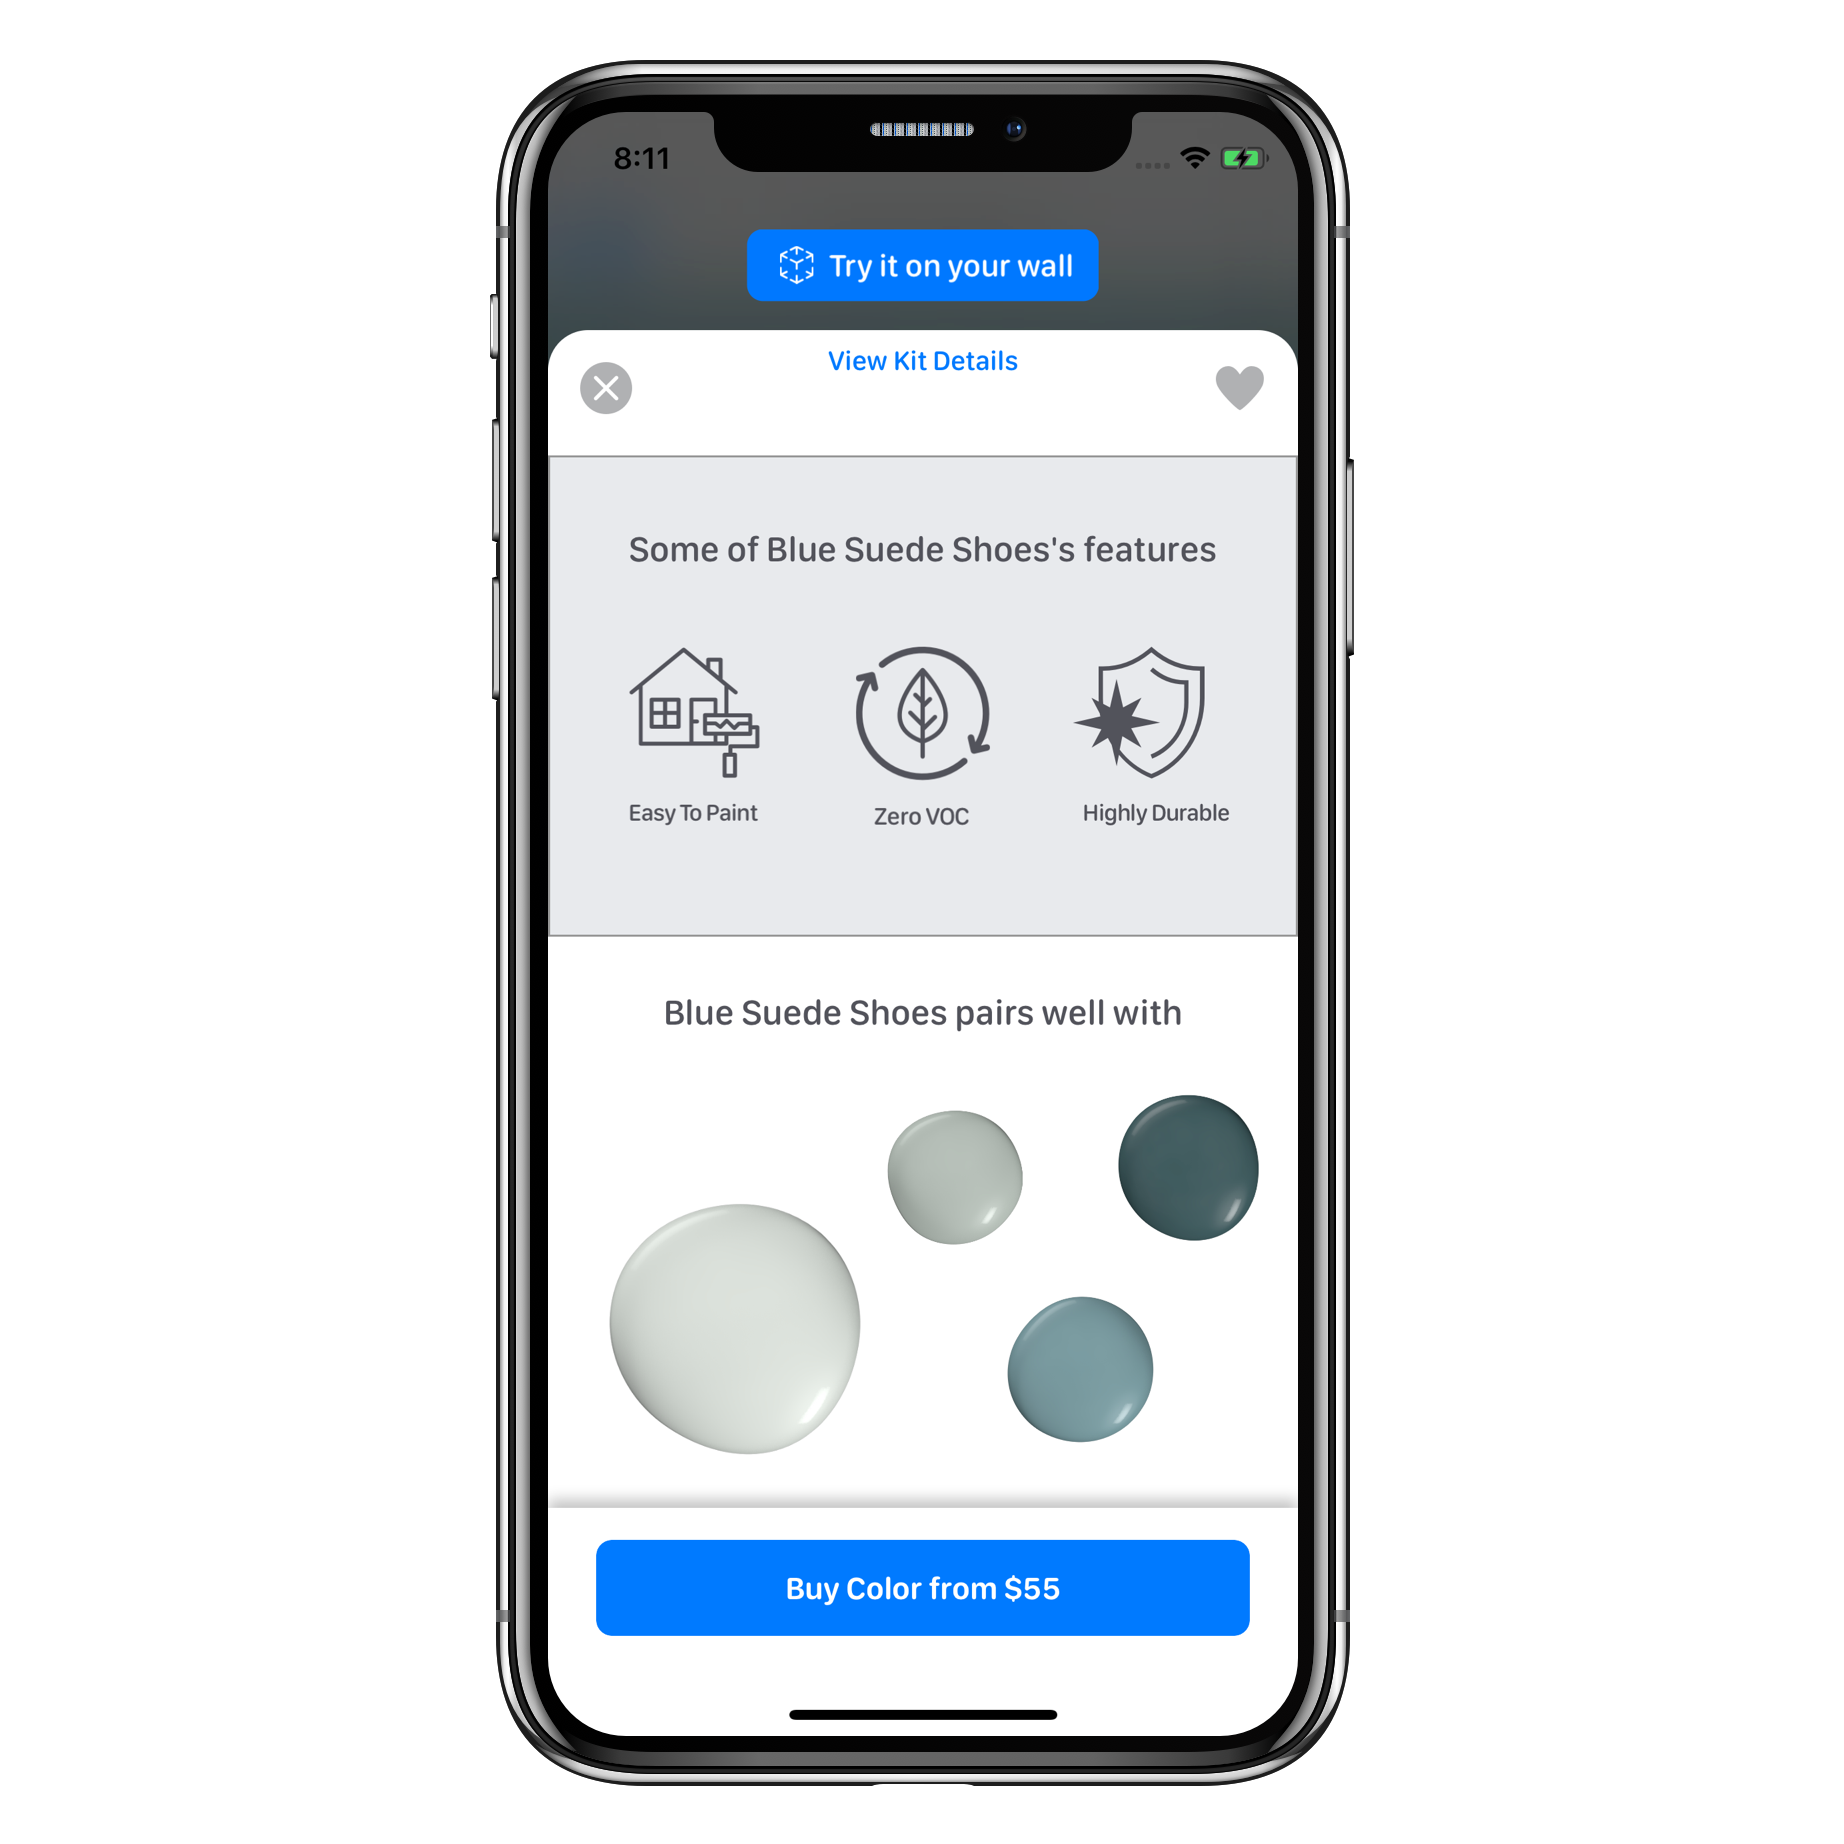 8:11
Try it on your wall
View Kit Details
Some of Blue Suede Shoes's features
Easy To Paint
Zero VOC
Highly Durable
Blue Suede Shoes pairs well with
Buy Color from $55